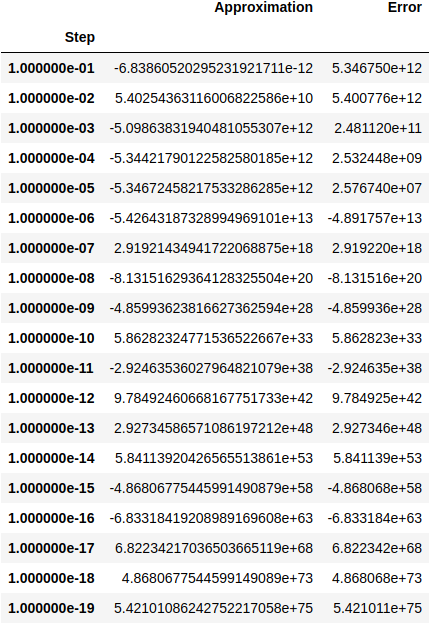 Approximation Error
Step
1.000000e-01 -6.83860520295231921711e-12 5.346750e+12
1.000000e-02 5.40254363116006822586e+10 5.400776e+12
1.000000e-03 -5.09863831940481055307e+12 2.481120e+11
1.000000e-04 -5.34421790122582580185e+12 2.532448e+09
1.000000e-05 -5.34672458217533286285e+12 2.576740e+07
1.000000e-06 -5.42643187328994969101e+13 -4.891757e+13
1.000000e-07 2.91921434941722068875e+18 2.919220e+18
1.000000e-08 -8.13151629364128325504e+20 -8.131516e+20
1.000000e-09 -4.85993623816627362594e+28 -4.859936e+28
1.000000e-10 5.86282324771536522667e+33 5.862823e+33
1.000000e-11 -2.92463536027964821079e+38 -2.924635e+38
1.000000e-12 9.78492460668167751733e+42 9.784925e+42
1.000000e-13 2.92734586571086197212e+48 2.927346e+48
1.000000e-14 5.84113920426565513861e+53 5.841139e+53
1.000000e-15 -4.86806775445991490879e+58 -4.868068e+58
1.000000e-16 -6.83318419208989169608e+63 -6.833184e+63
1.000000e-17 6.82234217036503665119e+68 6.822342e+68
1.000000e-18 4.8680677544599149089e+73 4.868068e+73
1.000000e-19 5.42101086242752217058e+75 5.421011e+75